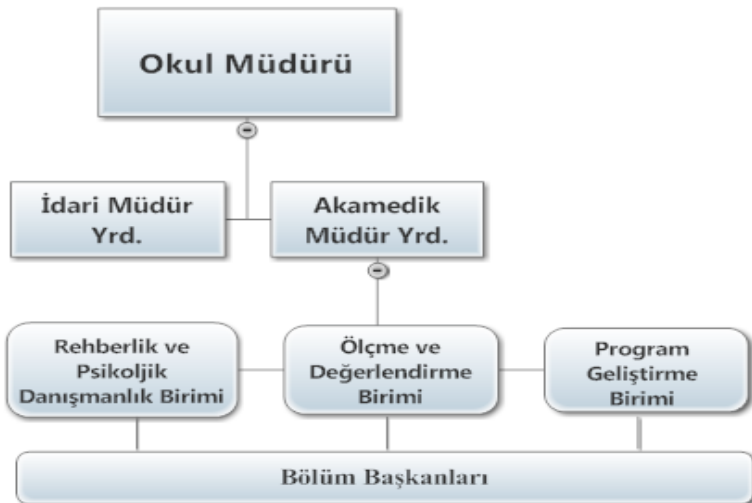 Okul Müdürü
İdari Müdür
Yrd.
Akamedik
Müdür Yrd.
Rehberlik ve
Psikoljik
Danışmanlık Birimi
Ölçme ve
Değerlendirme
Birimi
Program
Geliştirme
Birimi
Bölüm Başkanları